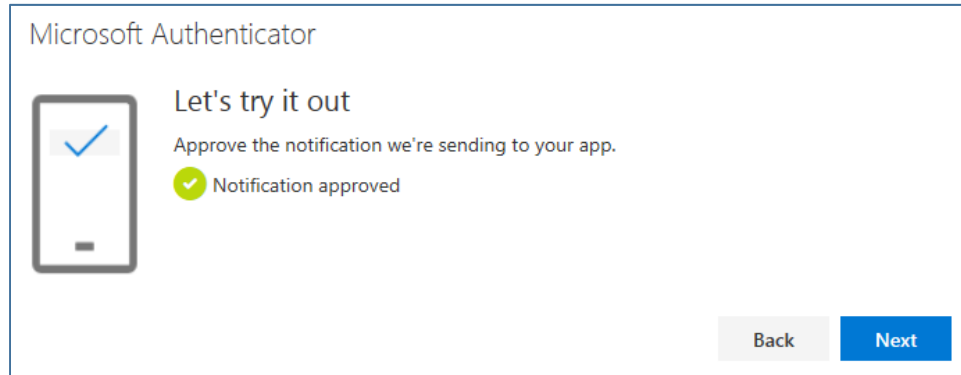 Microsoft Authenticator
Let's try it out
Approve the notification we're sending to your app.
Notification approved
Back
Next